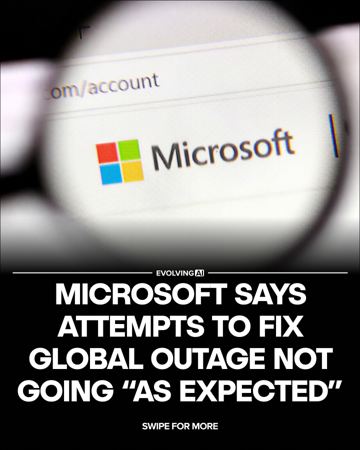 com/account
Microsoft
EVOLVING AI
MICROSOFT SAYS
ATTEMPTS TO FIX
GLOBAL OUTAGE NOT
GOING “AS EXPECTED”
SWIPE FOR MORE